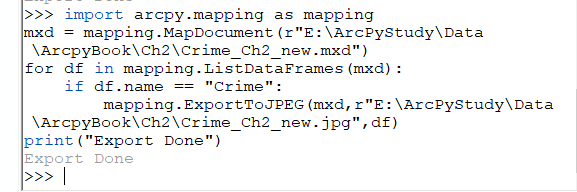 >>> import arcpy.mapping as mapping
mxd = mapping.MapDocument(r"E:\ArcPyStudy\Data
\ArcpyBook\Ch2\Crime_Ch2_new.mxd")
for df in mapping.ListDataFrames(mxd):
    if df.name == "Crime":
        mapping.ExportToJPEG(mxd,r"E:\ArcPyStudy\Data
\ArcpyBook\Ch2\Crime_Ch2_new.jpg",df)
print("Export Done")
Export Done
>>>